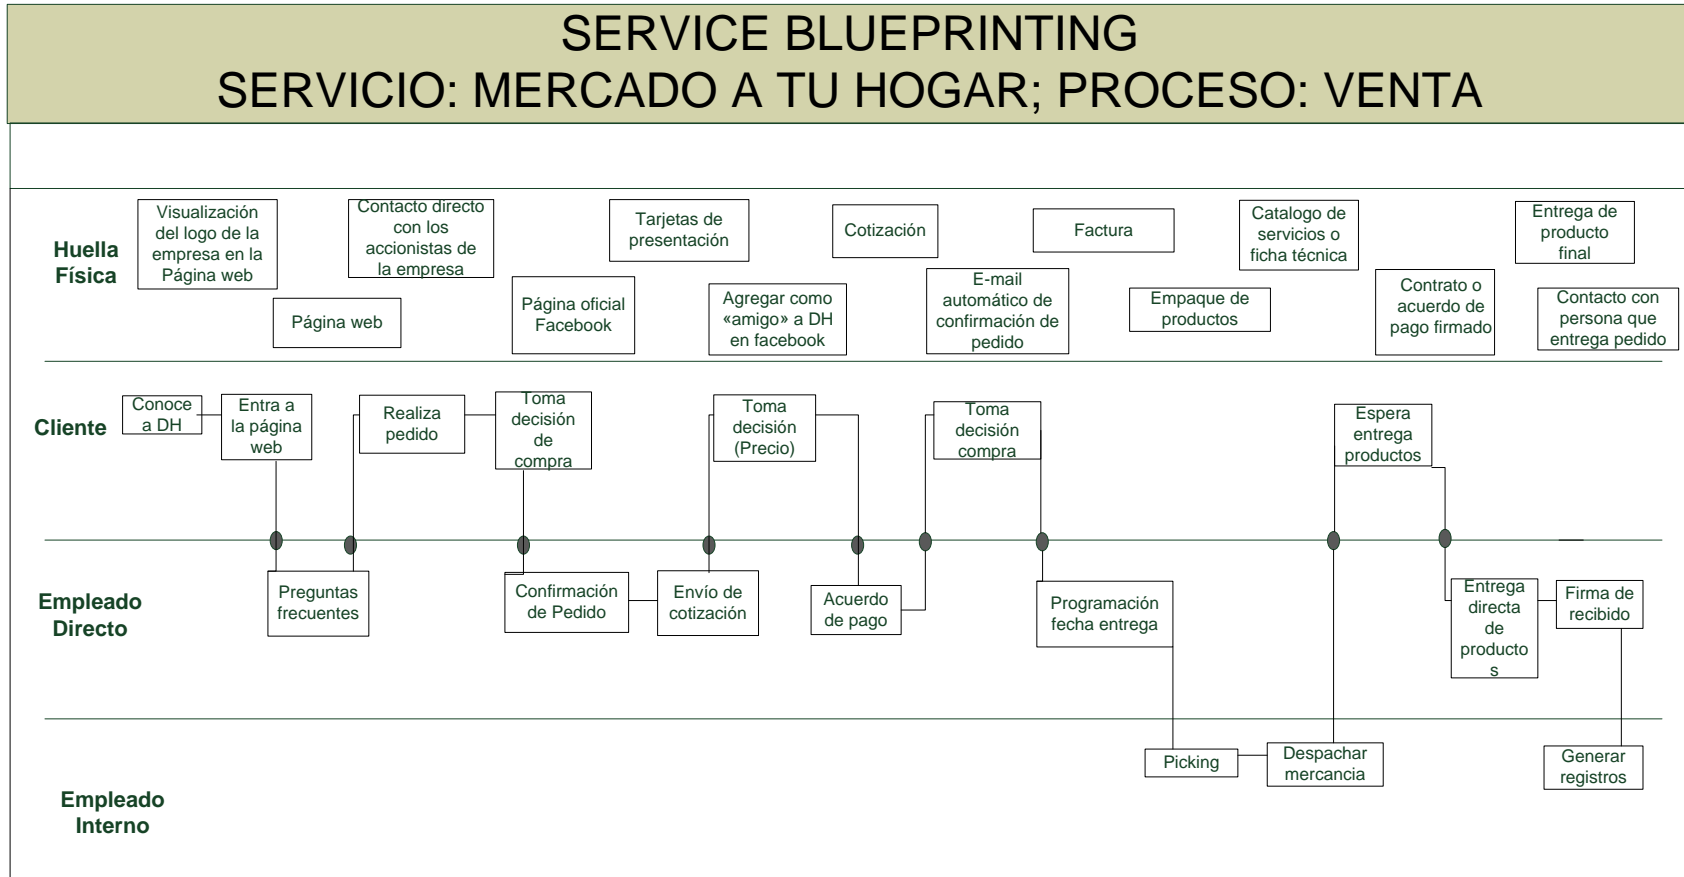 SERVICE BLUEPRINTING
SERVICIO: MERCADO A TU HOGAR; PROCESO: VENTA
Huella
Física
Visualización
del logo de la
empresa en la
Página web
Página web
Contacto directo
con los
accionistas de
la empresa
Página oficial
Facebook
Tarjetas de
presentación
Agregar como
«amigo» a DH
en facebook
Cotización
E-mail
automático de
confirmación de
pedido
Factura
Empaque de
productos
Catalogo de
servicios o
ficha técnica
Contrato o
acuerdo de
pago firmado
Entrega de
producto
final
Contacto con
persona que
entrega pedido
Cliente
Conoce
a DH
Entra a
la página
web
Realiza
pedido
Toma
decisión
de
compra
Toma
decisión
(Precio)
Toma
decisión
compra
Espera
entrega
productos
Empleado
Directo
Preguntas
frecuentes
Confirmación
de Pedido
Envío de
cotización
Acuerdo
de pago
Programación
fecha entrega
Entrega
directa
de
producto
s
Firma de
recibido
Empleado
Interno
Picking
Despachar
mercancia
Generar
registros